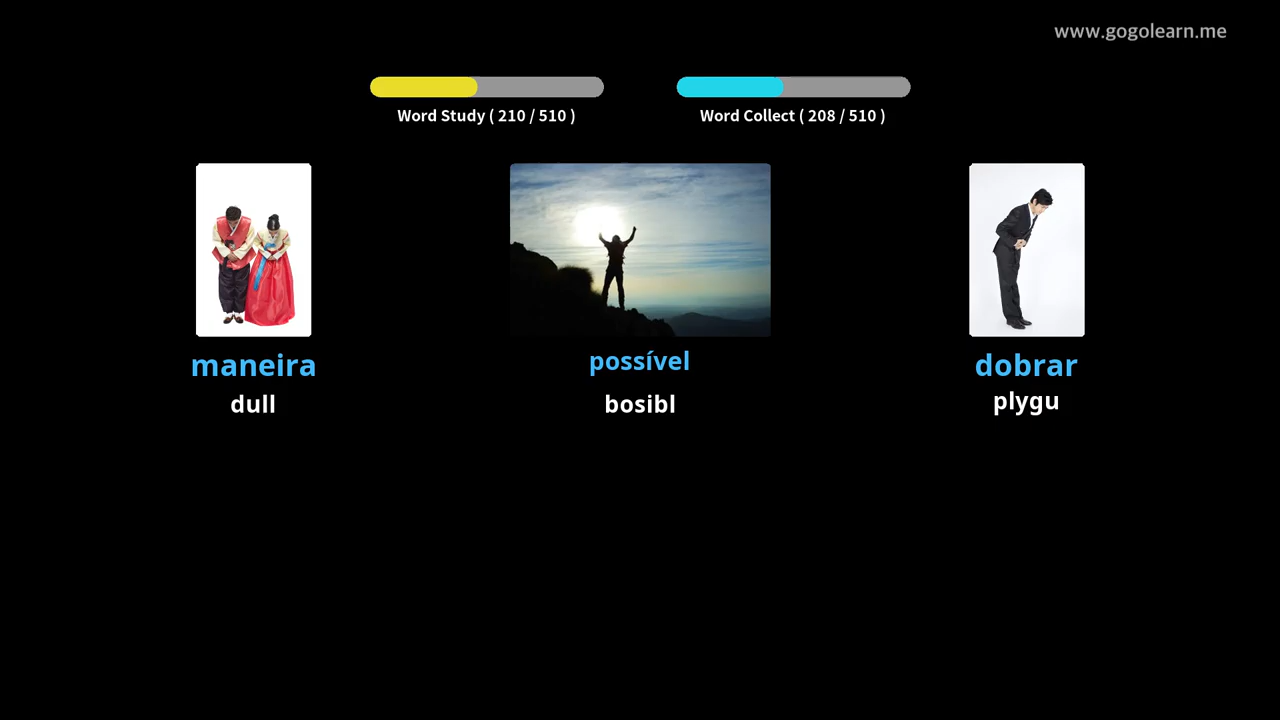 www.gogolearn.me
Word Study ( 210 / 510 )
Word Collect ( 208 / 510 )
maneira
dull
possível
bosibl
dobrar
plygu